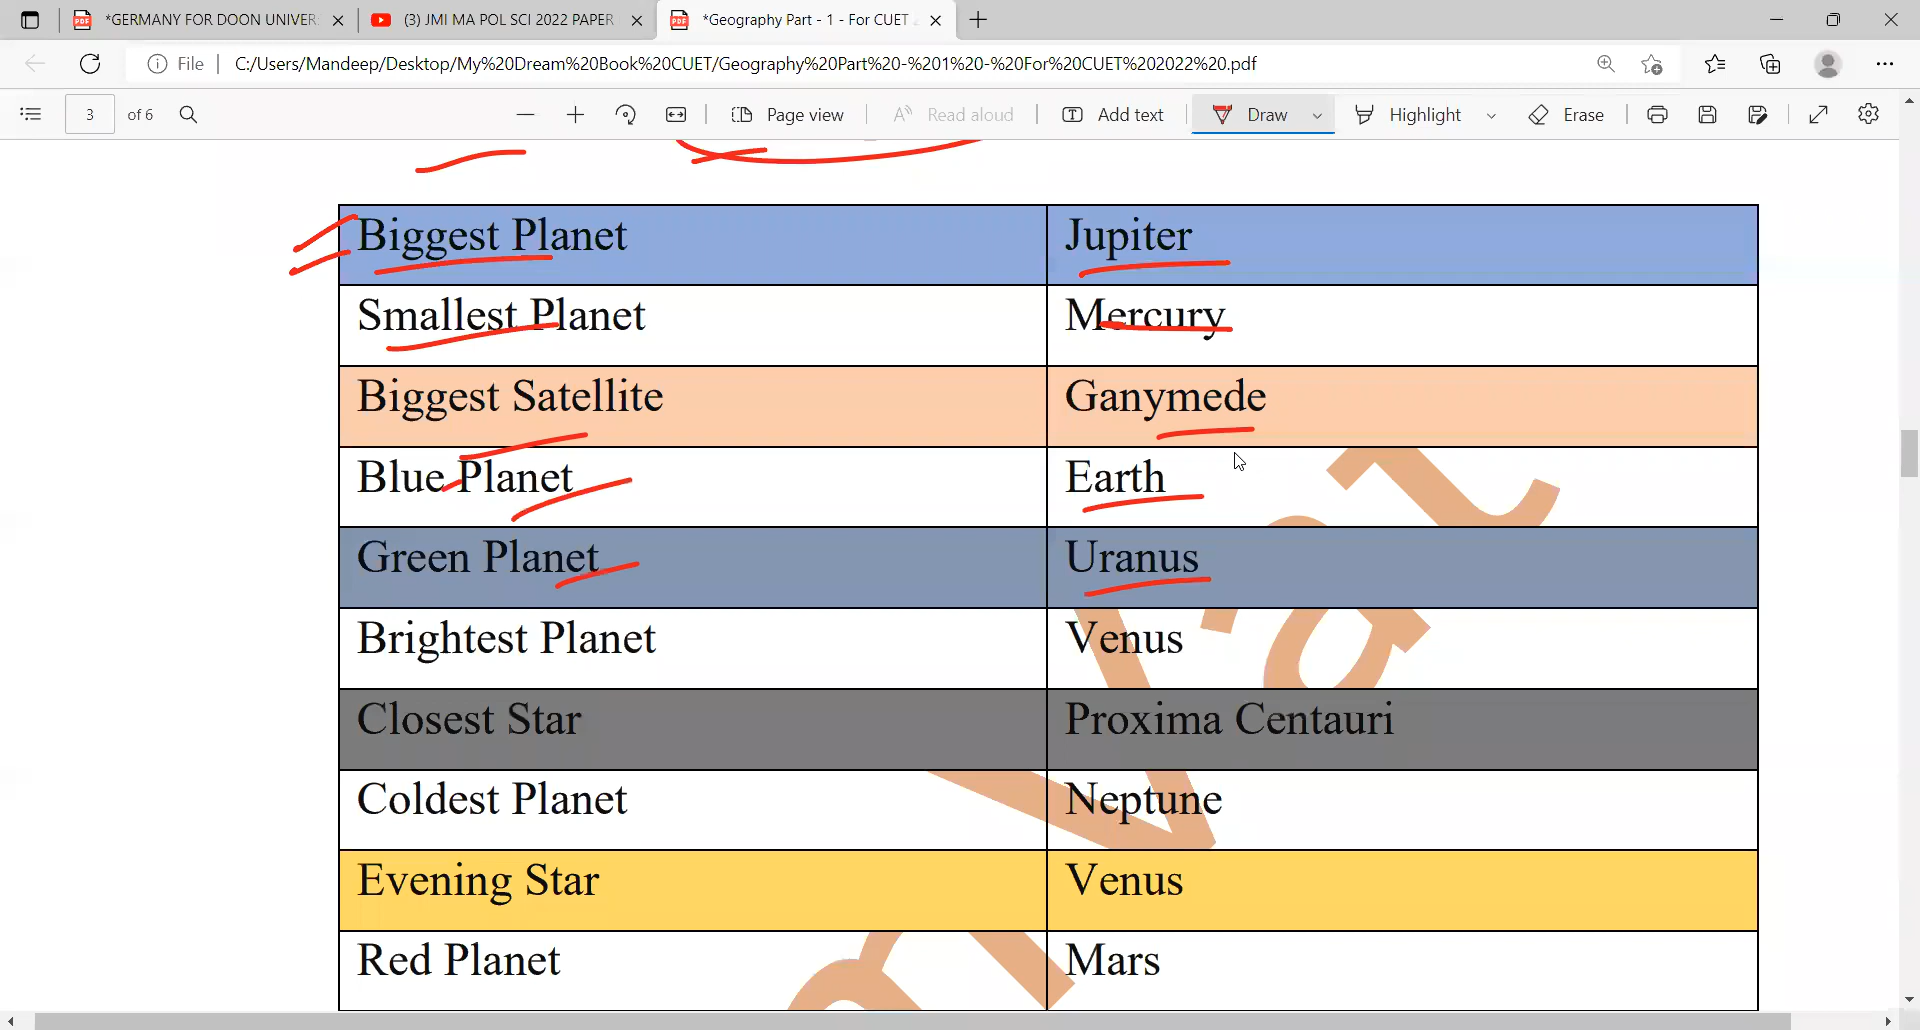 *GERMANY FOR DOON UNIVER
(3) JMI MA POL SCI 2022 PAPER
*Geography Part - 1 - For CUET
File
C:/Users/Mandeep/Desktop/My%20Dream%20Book%20CUET/Geography%20Part%20-%201%20-%20For%20CUET%202022%20.pdf
3 of 6
Page view
Read aloud
Add text
Draw
Highlight
Erase
Biggest Planet Jupiter
Smallest Planet Mercury
Biggest Satellite Ganymede
Blue Planet Earth
Green Planet Uranus
Brightest Planet Venus
Closest Star Proxima Centauri
Coldest Planet Neptune
Evening Star Venus
Red Planet Mars